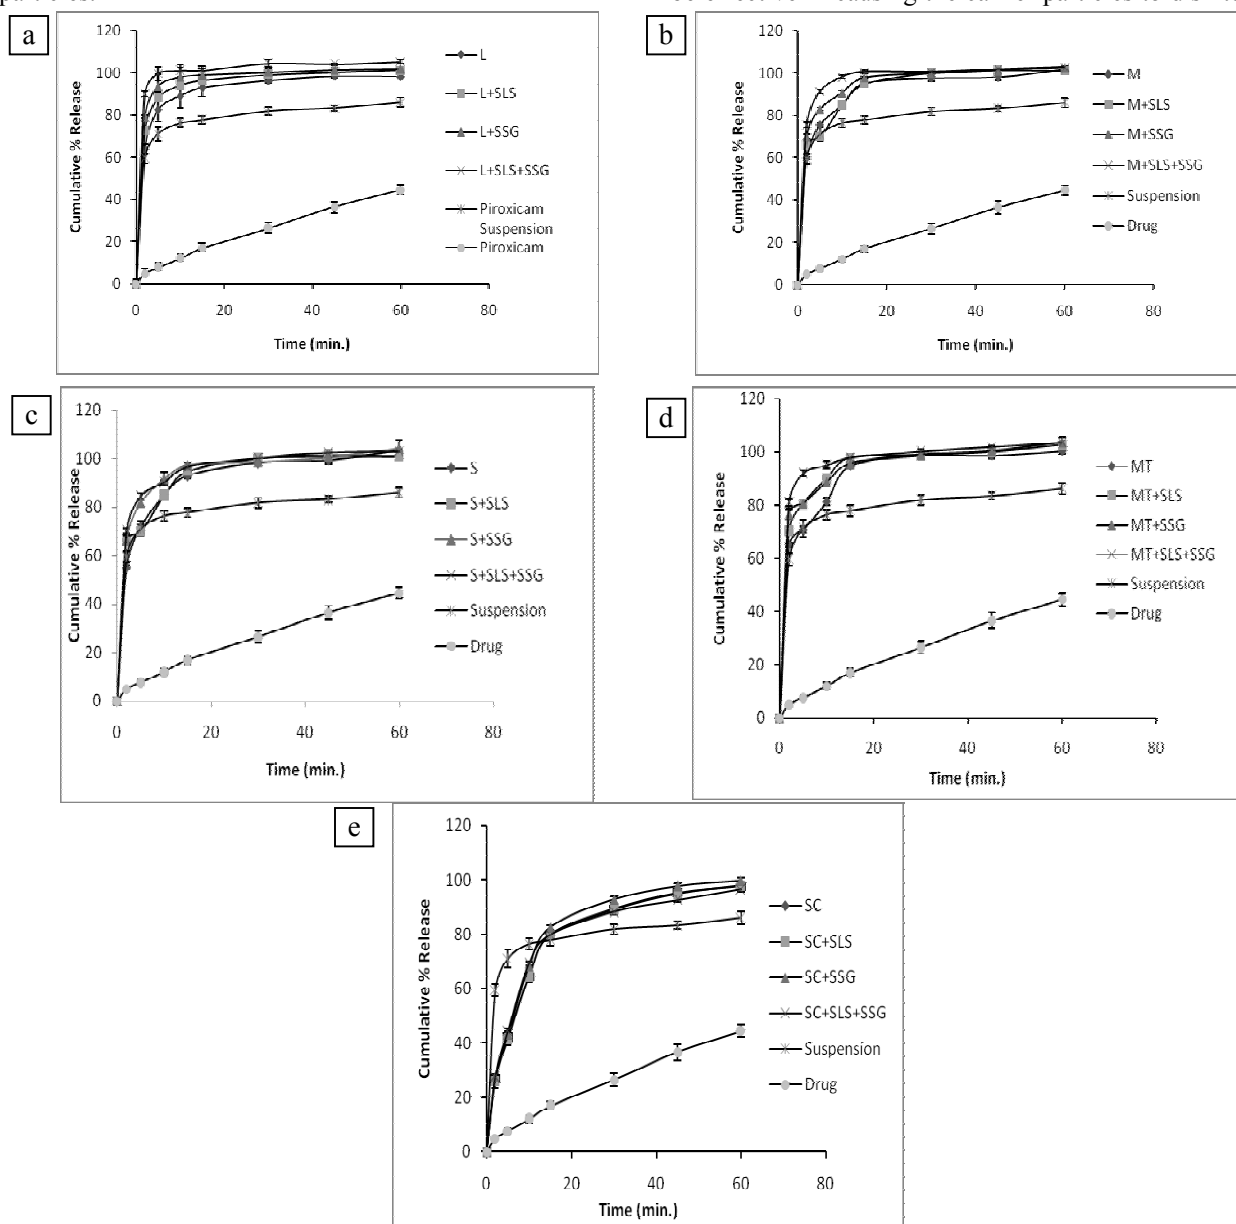 particles.
a
120
100
80
60
40
20
0
0 20 40 60 80
Cumulative % Release
Time (min.)
L
L+SLS
L+SSG
L+SLS+SSG
Piroxicam
Suspension
Piroxicam
b
120
100
80
60
40
20
0
0 20 40 60 80
Cumulative % Release
Time (min.)
M
M+SLS
M+SSG
M+SLS+SSG
Suspension
Drug
c
120
100
80
60
40
20
0
0 20 40 60 80
Cumulative % Release
Time (min.)
S
S+SLS
S+SSG
S+SLS+SSG
Suspension
Drug
d
120
100
80
60
40
20
0
0 20 40 60 80
Cumulative % Release
Time (min.)
MT
MT+SLS
MT+SSG
MT+SLS+SSG
Suspension
Drug
e
120
100
80
60
40
20
0
0 20 40 60 80
Cumulative % Release
Time (min.)
SC
SC+SLS
SC+SSG
SC+SLS+SSG
Suspension
Drug